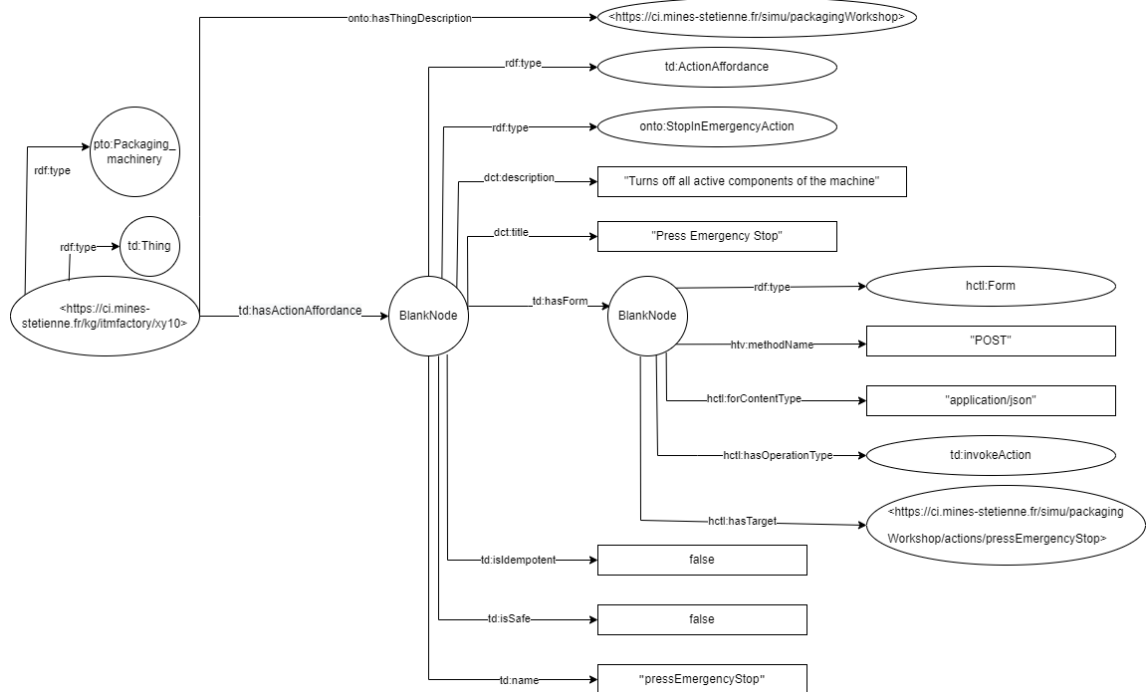 onto:hasThingDescription
<https://ci.mines-stetienne.fr/simu/packagingWorkshop>
rdf:type
td:ActionAffordance
rdf:type
onto:StopInEmergencyAction
pto:Packaging_
machinery
rdf:type
dct:description
"Turns off all active components of the machine"
dct:title
"Press Emergency Stop"
rdf:type
td:Thing
<https://ci.mines-
stetienne.fr/kg/itmfactory/xy10>
td:hasActionAffordance
BlankNode
td:hasForm
BlankNode
rdf:type
hctl:Form
htv:methodName
"POST"
hctl:forContentType
"application/json"
hctl:hasOperationType
td:invokeAction
hctl:hasTarget
<https://ci.mines-stetienne.fr/simu/packaging
Workshop/actions/pressEmergencyStop>
td:isIdempotent
false
td:isSafe
false
td:name
"pressEmergencyStop"